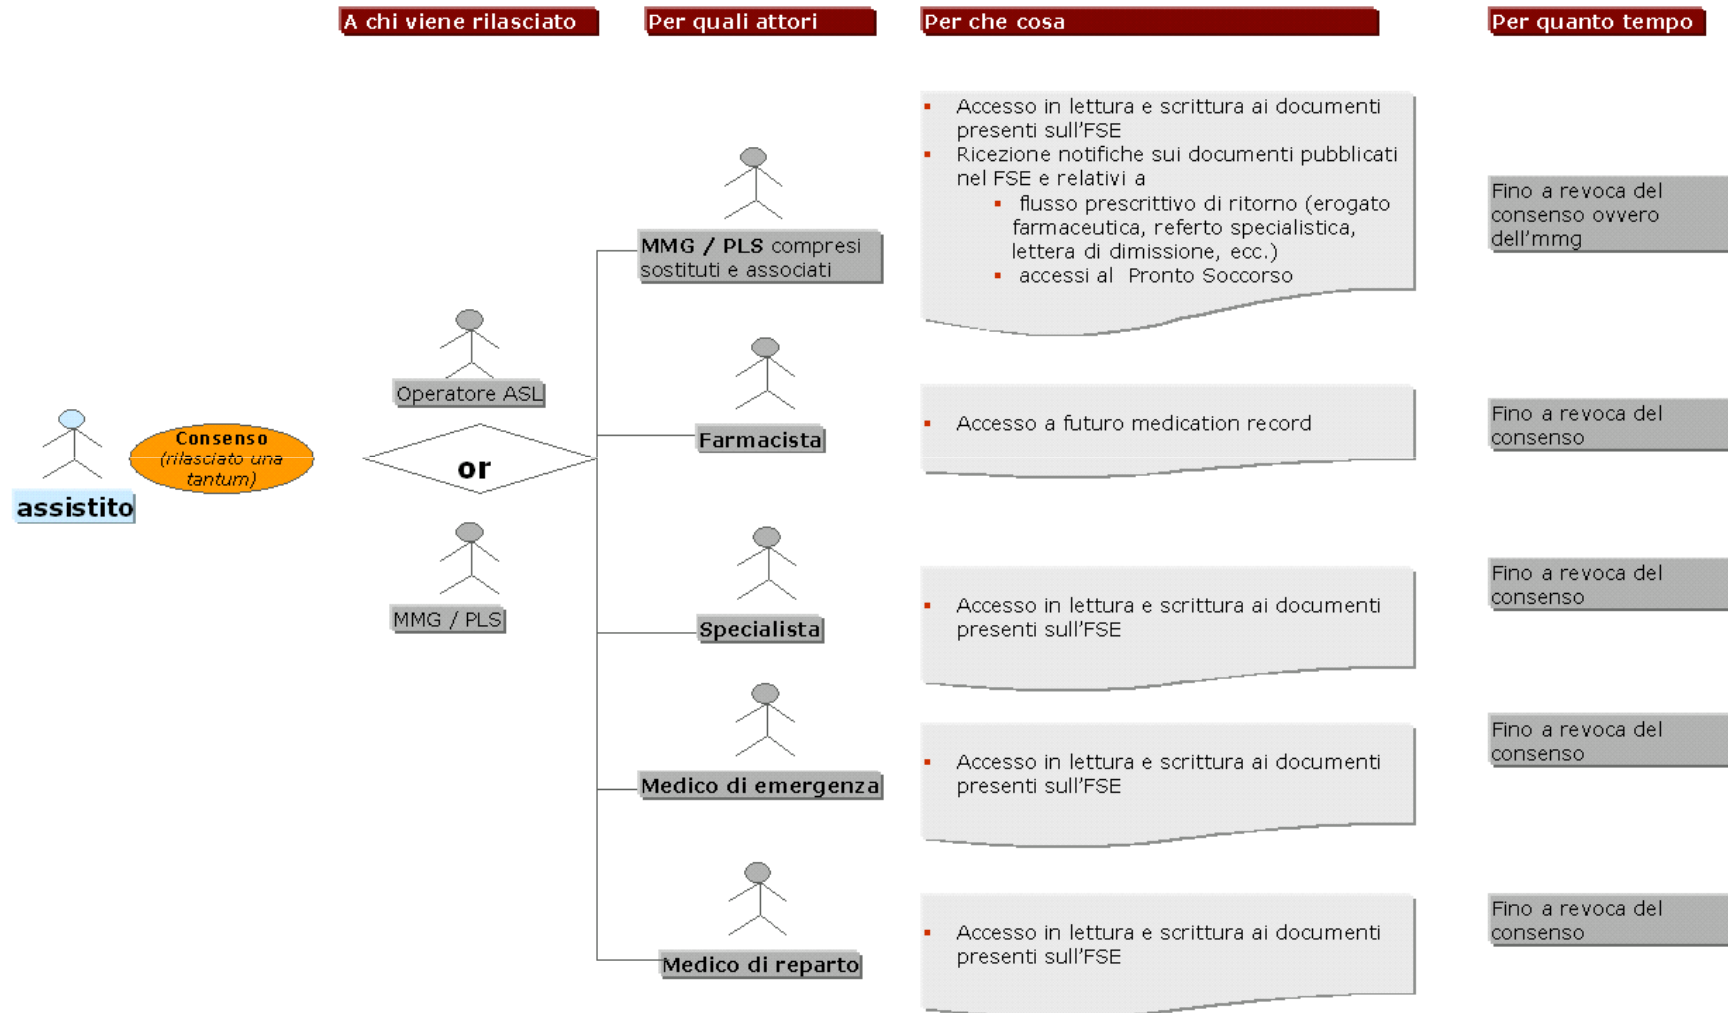 A chi viene rilasciato
Per quali attori
Per che cosa
Per quanto tempo
assistito
Consenso
(rilasciato una
tantum)
Operatore ASL
or
MMG / PLS
MMG / PLS compresi
sostituti e associati
Accesso in lettura e scrittura ai documenti
presenti sull'FSE
Ricezione notifiche sui documenti pubblicati
nel FSE e relativi a
flusso prescrittivo di ritorno (erogato
farmaceutica, referto specialistica,
lettera di dimissione, ecc.)
accessi al Pronto Soccorso
Fino a revoca del
consenso ovvero
dell'mmg
Farmacista
Accesso a futuro medication record
Fino a revoca del
consenso
Specialista
Accesso in lettura e scrittura ai documenti
presenti sull'FSE
Fino a revoca del
consenso
Medico di emergenza
Accesso in lettura e scrittura ai documenti
presenti sull'FSE
Fino a revoca del
consenso
Medico di reparto
Accesso in lettura e scrittura ai documenti
presenti sull'FSE
Fino a revoca del
consenso